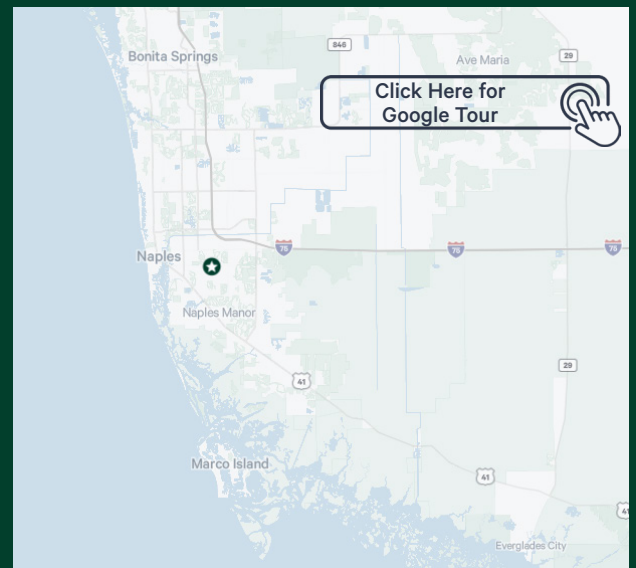 Bonita Springs
846
Ave Maria
29
Click Here for
Google Tour
Naples
75
75
75
Naples Manor
29
41
Marco Island
41
41
Everglades City